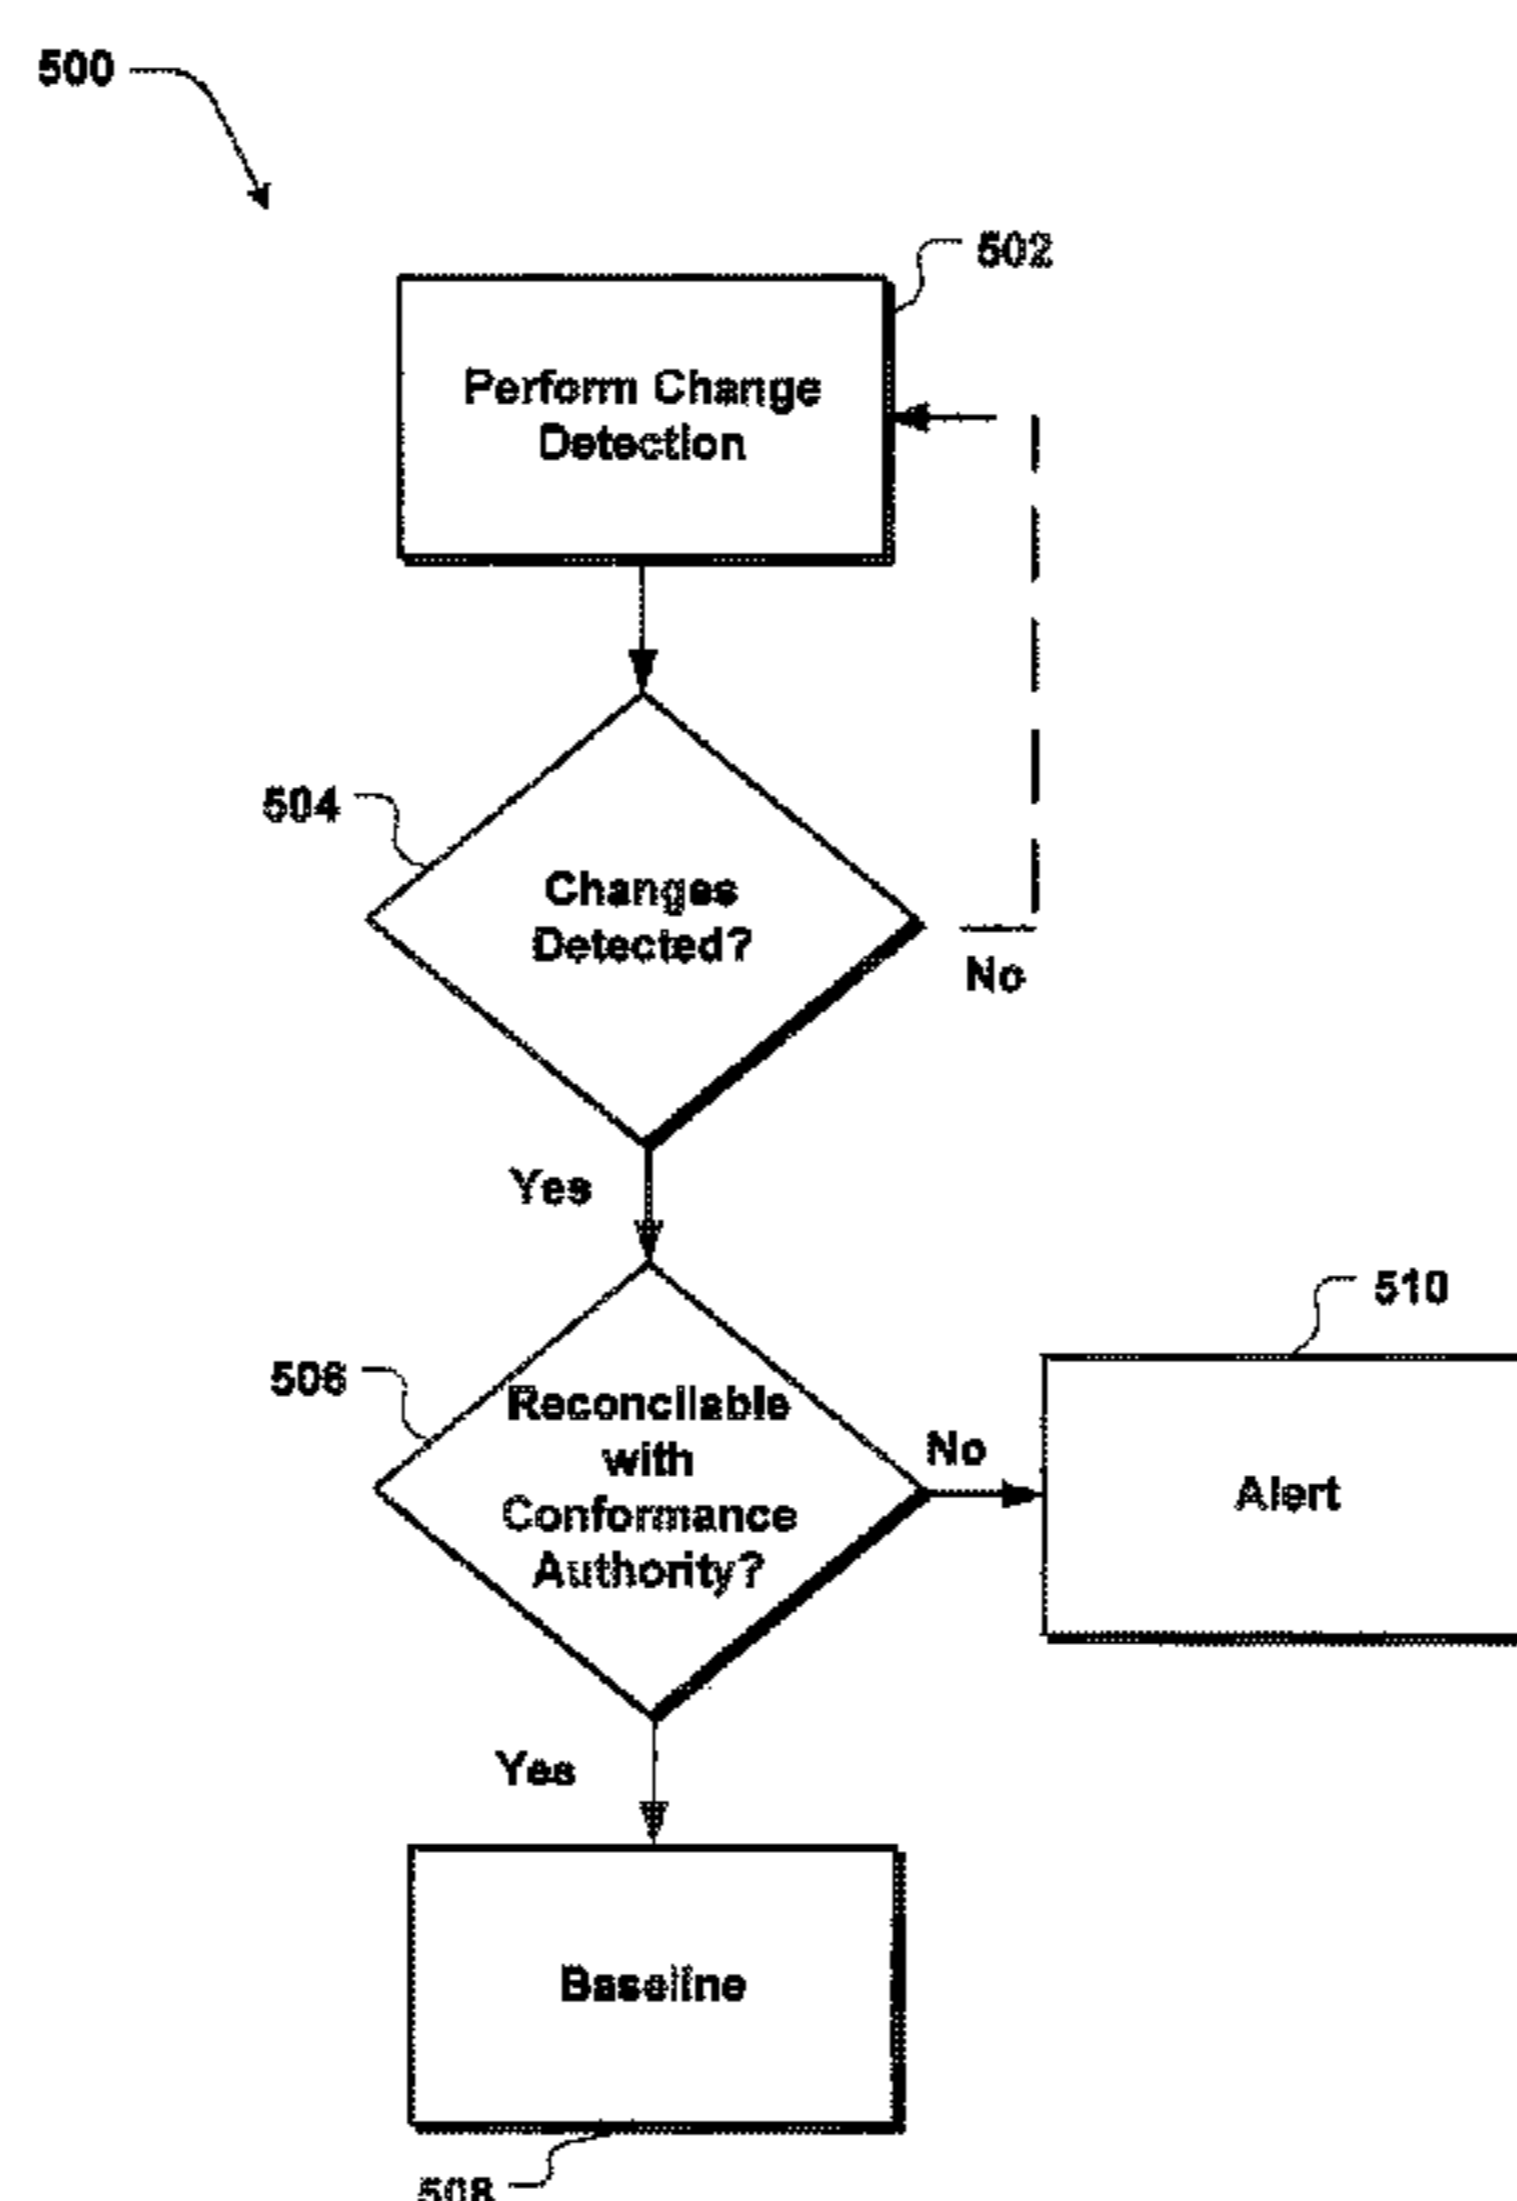 500
502
Perform Change
Detection
504
Changes
Detected?
No
Yes
510
506
Reconcilable
with
Conformance
Authority?
No
Alert
Yes
Baseline
508